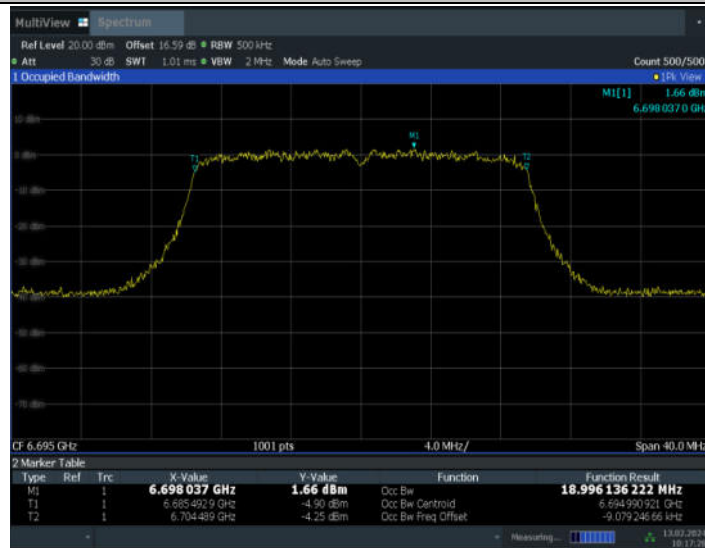 MultiView Spectrum
Ref Level 20.00 dBm Offset 16.59 dB RBW 500 kHz
Att 30 dB SWT 1.01 ms VBW 2 MHz Mode Auto Sweep Count 500/500
1 Occupied Bandwidth 1Pk View
M1[1] 1.66 dBm
6.698 037 0 GHz
10 dBm
M1
0 dBm
T1 T2
-10 dBm
-20 dBm
-30 dBm
-40 dBm
-50 dBm
-60 dBm
-70 dBm
CF 6.695 GHz 1001 pts 4.0 MHz/ Span 40.0 MHz
2 Marker Table
Type Ref Trc X-Value Y-Value Function Function Result
M1 1 6.698 037 GHz 1.66 dBm Occ Bw 18.996 136 222 MHz
T1 1 6.685 492 9 GHz -4.90 dBm Occ Bw Centroid 6.694 990 921 GHz
T2 1 6.704 489 GHz -4.25 dBm Occ Bw Freq Offset -9.079 246 66 kHz
Measuring...